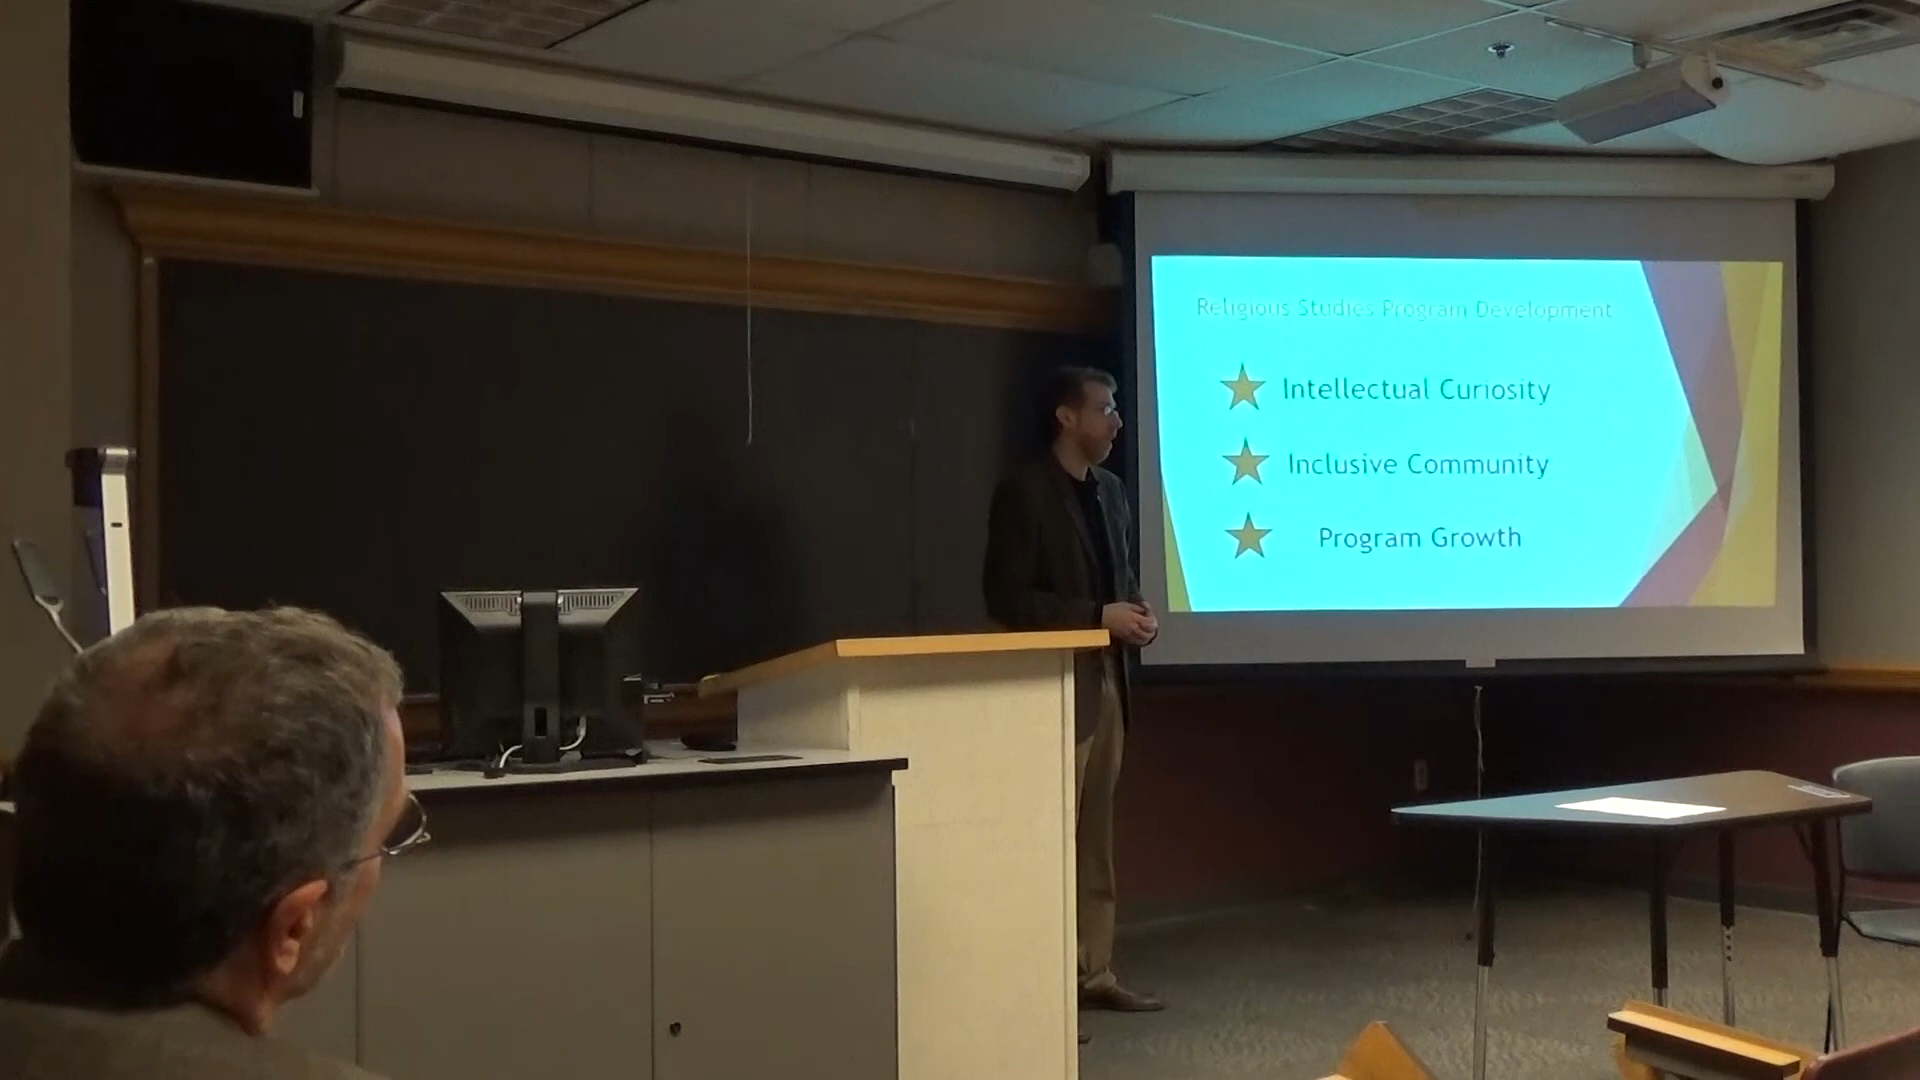 Religious Studies Program Development
Intellectual Curiosity
Inclusive Community
Program Growth